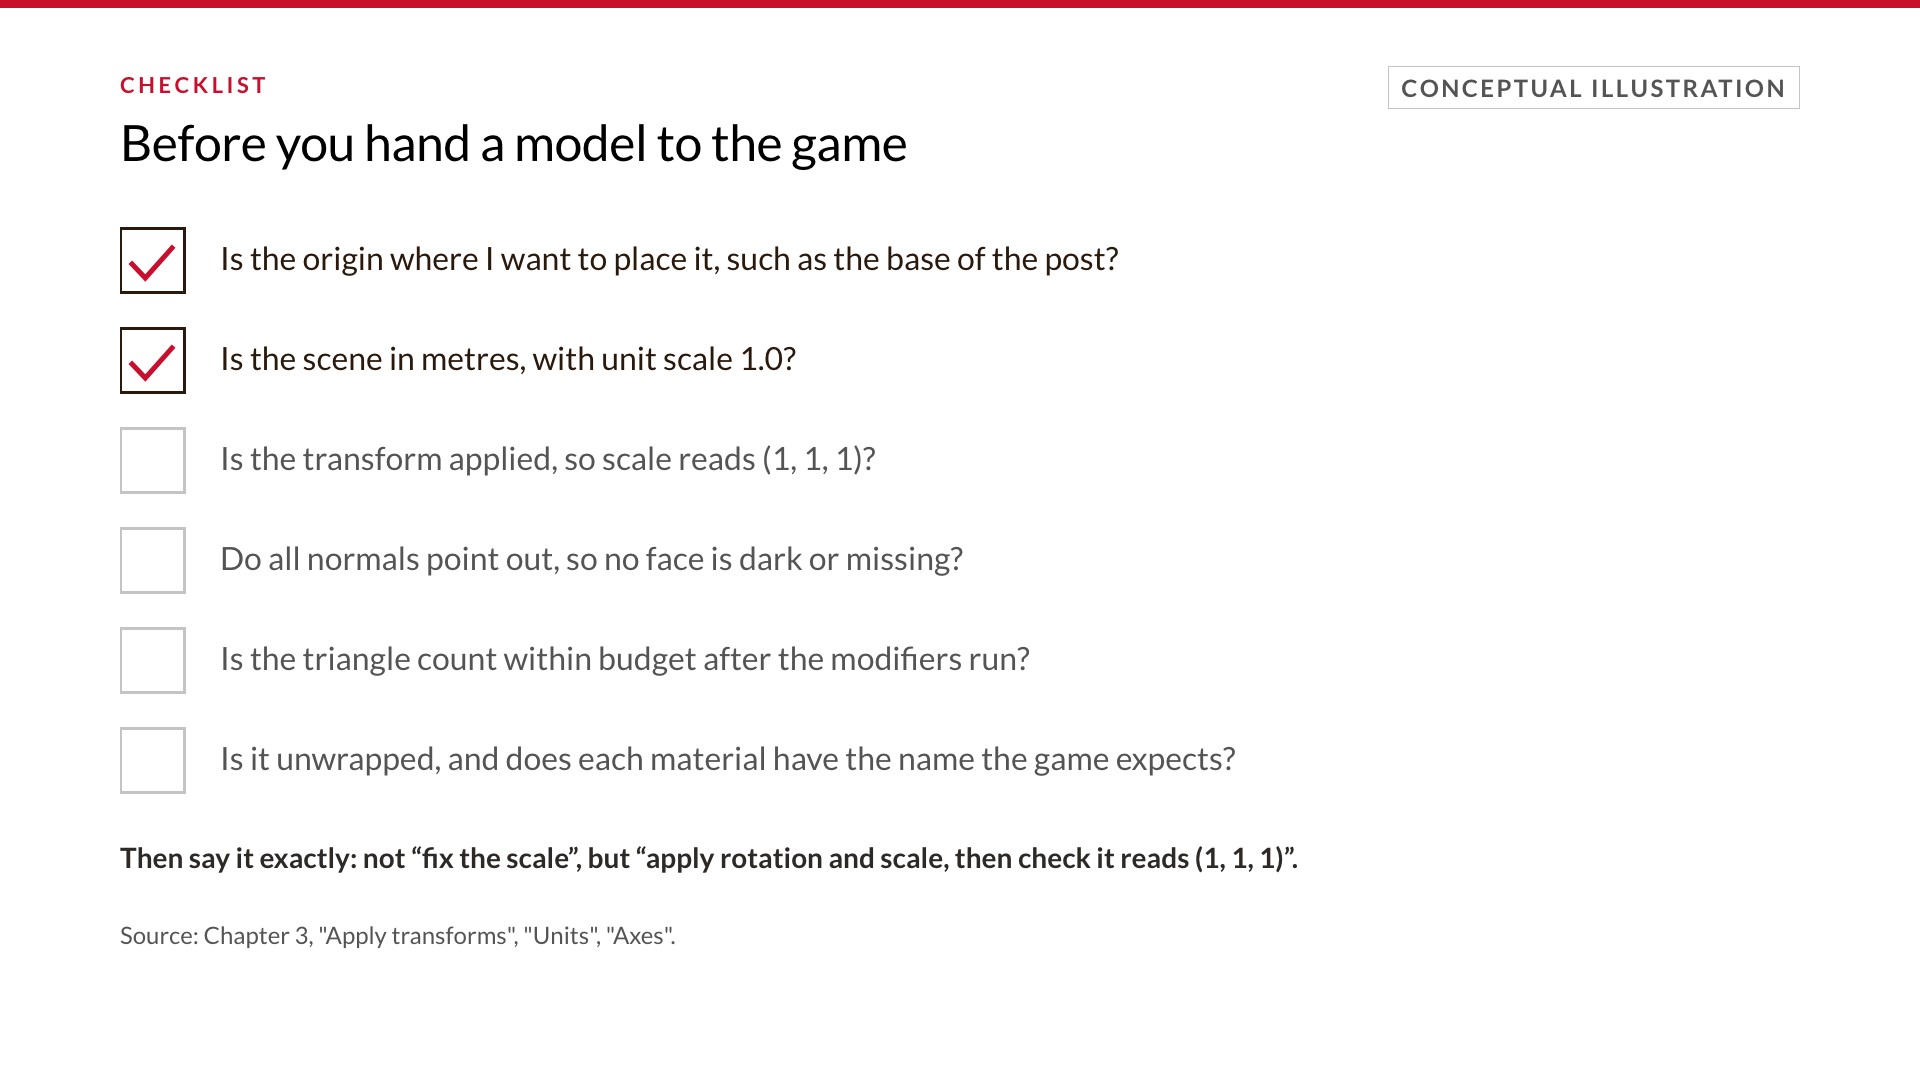 CHECKLIST
CONCEPTUAL ILLUSTRATION
Before you hand a model to the game
Is the origin where I want to place it, such as the base of the post?
Is the scene in metres, with unit scale 1.0?
Is the transform applied, so scale reads (1, 1, 1)?
Do all normals point out, so no face is dark or missing?
Is the triangle count within budget after the modifiers run?
Is it unwrapped, and does each material have the name the game expects?
Then say it exactly: not “fix the scale”, but “apply rotation and scale, then check it reads (1, 1, 1)”.
Source: Chapter 3, "Apply transforms", "Units", "Axes".